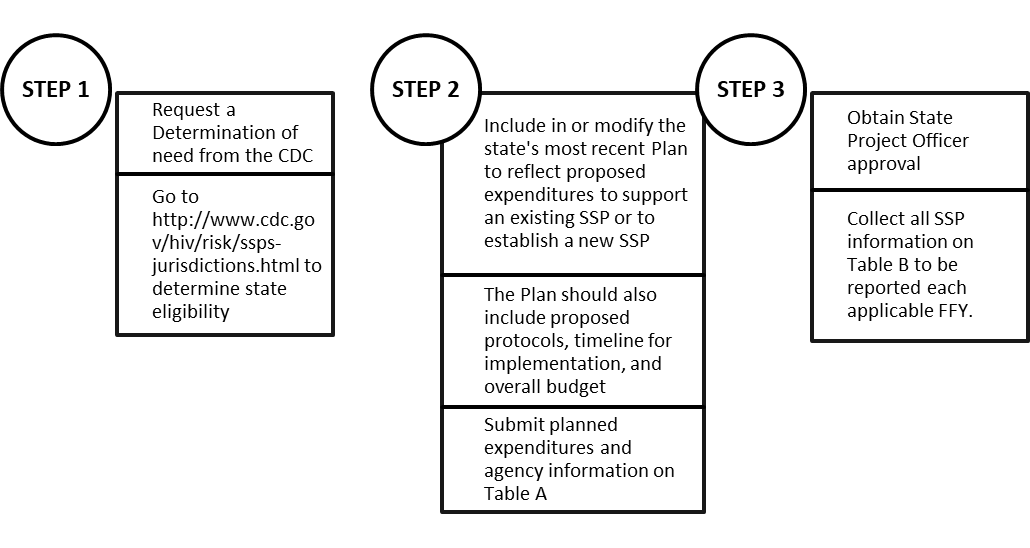 STEP 1
Request a
Determination of
need from the CDC
Go to
http://www.cdc.go
v/hiv/risk/ssps-
jurisdictions.html to
determine state
eligibility
STEP 2
Include in or modify the
state's most recent Plan
to reflect proposed
expenditures to support
an existing SSP or to
establish a new SSP
The Plan should also
include proposed
protocols, timeline for
implementation, and
overall budget
Submit planned
expenditures and
agency information on
Table A
STEP 3
Obtain State
Project Officer
approval
Collect all SSP
information on
Table B to be
reported each
applicable FFY.